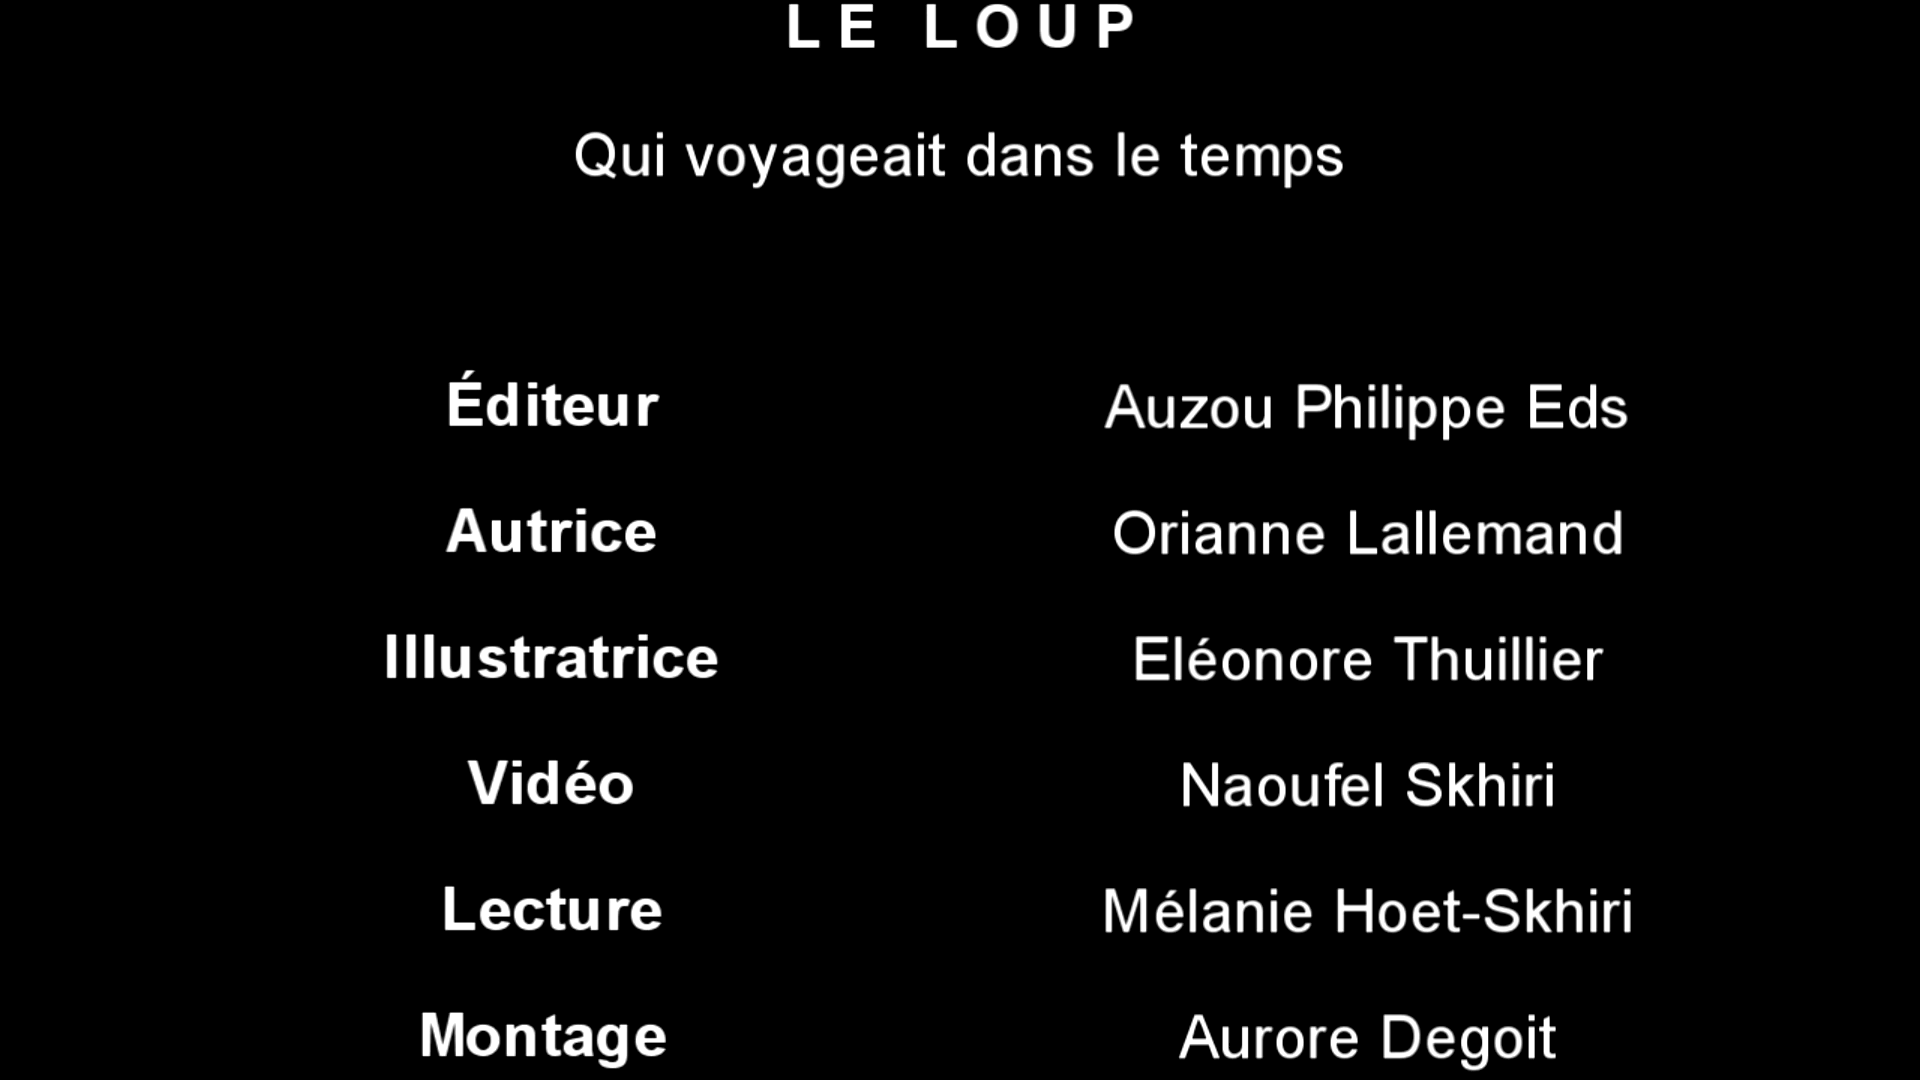 LE LOUP
Qui voyageait dans le temps
Éditeur Auzou Philippe Eds
Autrice Orianne Lallemand
Illustratrice Eléonore Thuillier
Vidéo Naoufel Skhiri
Lecture Mélanie Hoet-Skhiri
Montage Aurore Degoit